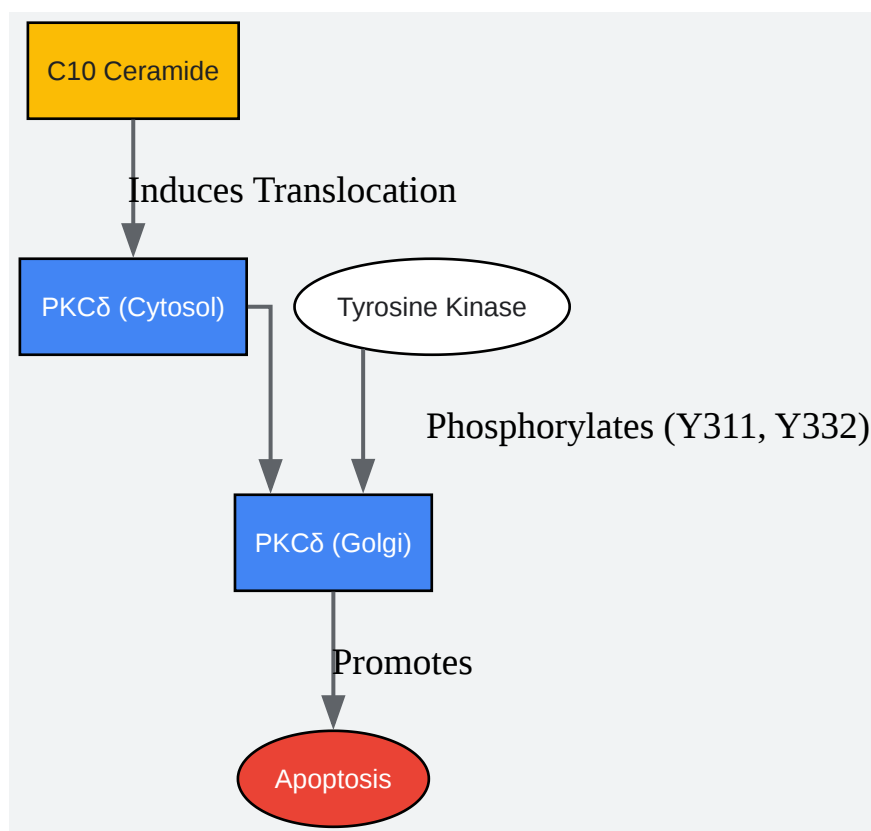 C10 Ceramide
Induces Translocation
PKCδ (Cytosol)
Tyrosine Kinase
Phosphorylates (Y311, Y332)
PKCδ (Golgi)
Promotes
Apoptosis